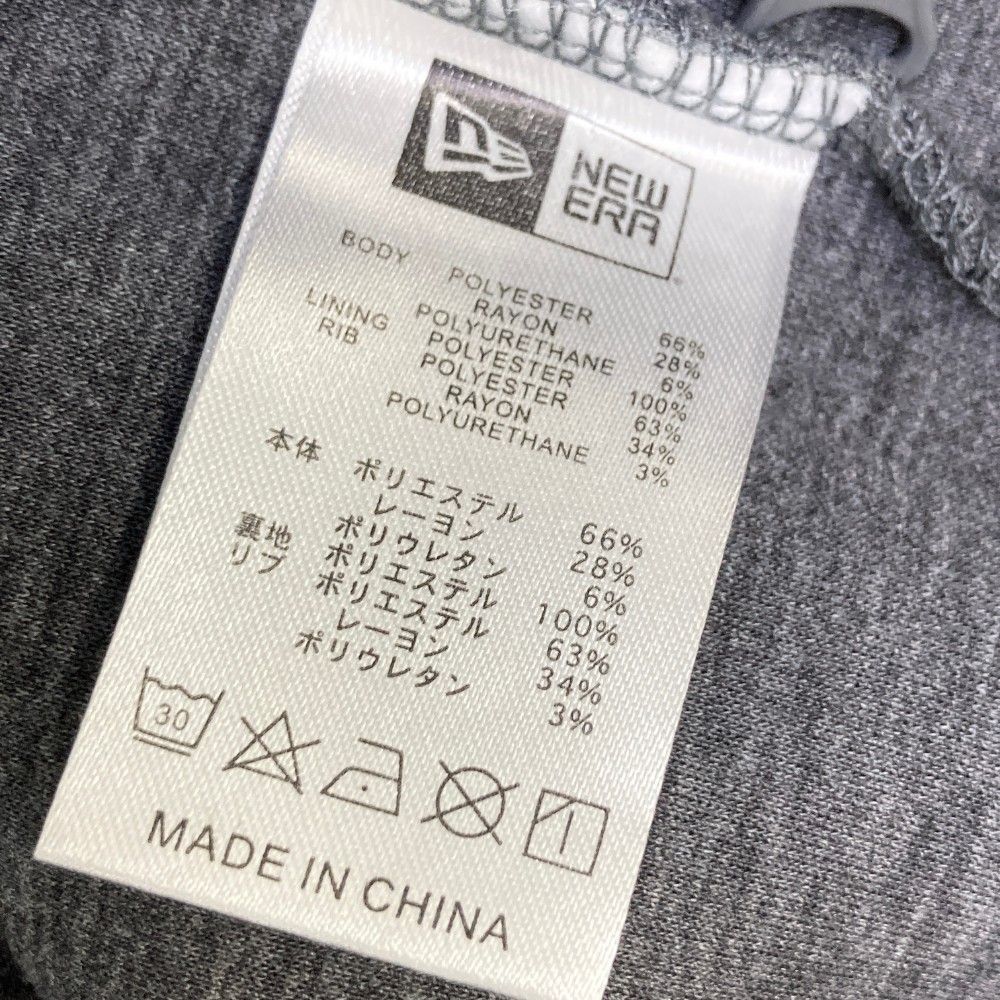 NEW
ERA
BODY POLYESTER 66%
RAYON 28%
POLYURETHANE 6%
LINING POLYESTER 100%
RIB POLYESTER 63%
RAYON 34%
POLYURETHANE 3%
本体 ポリエステル 66%
レーヨン 28%
ポリウレタン 6%
裏地 ポリエステル 100%
リブ ポリエステル 63%
レーヨン 34%
ポリウレタン 3%
30
MADE IN CHINA